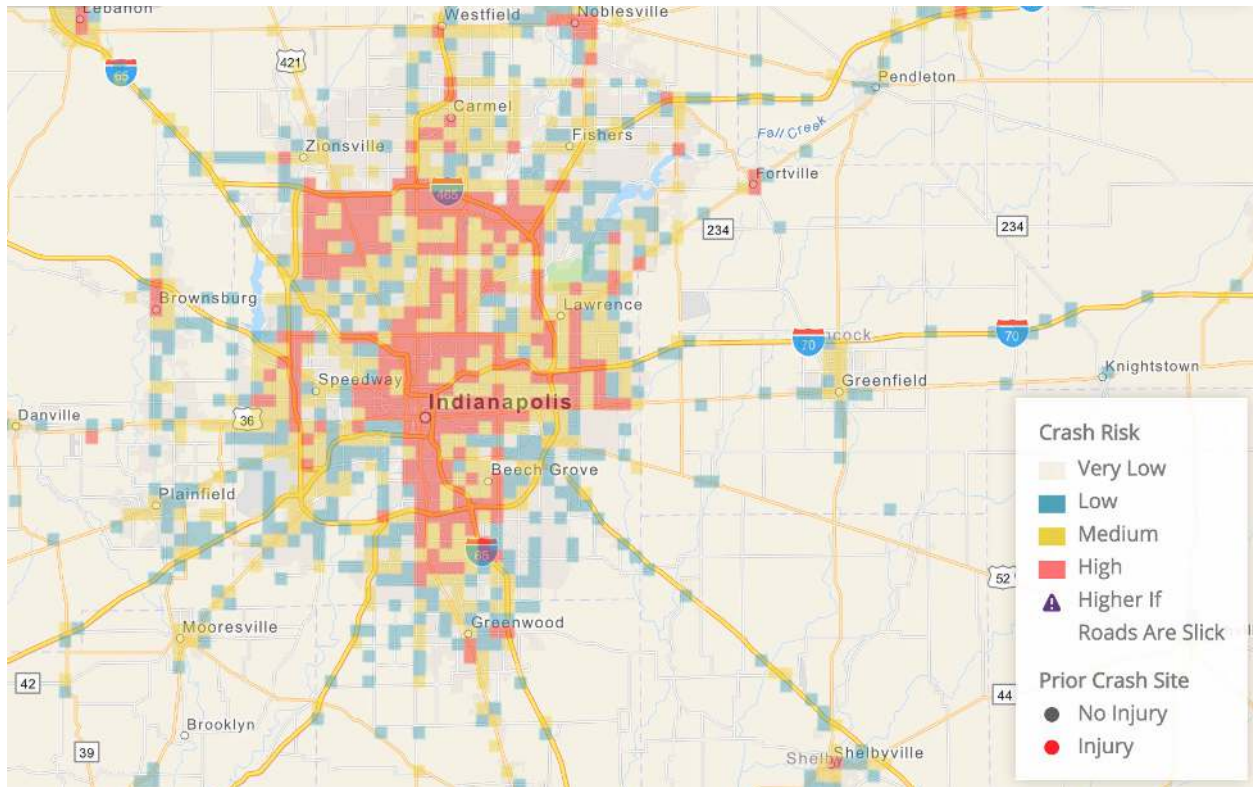 Lebanon
Westfield
Noblesville
65
421
Pendleton
Carmel
Fall Creek
Fishers
Zionsville
465
Fortville
234
234
Brownsburg
Lawrence
70
ncock
70
Knightstown
Speedway
Greenfield
Indianapolis
Danville
36
Beech Grove
Plainfield
65
52
Greenwood
Mooresville
42
44
Brooklyn
39
Shelbyville
Shelby
Crash Risk
Very Low
Low
Medium
High
Higher If
Roads Are Slick
Prior Crash Site
No Injury
Injury